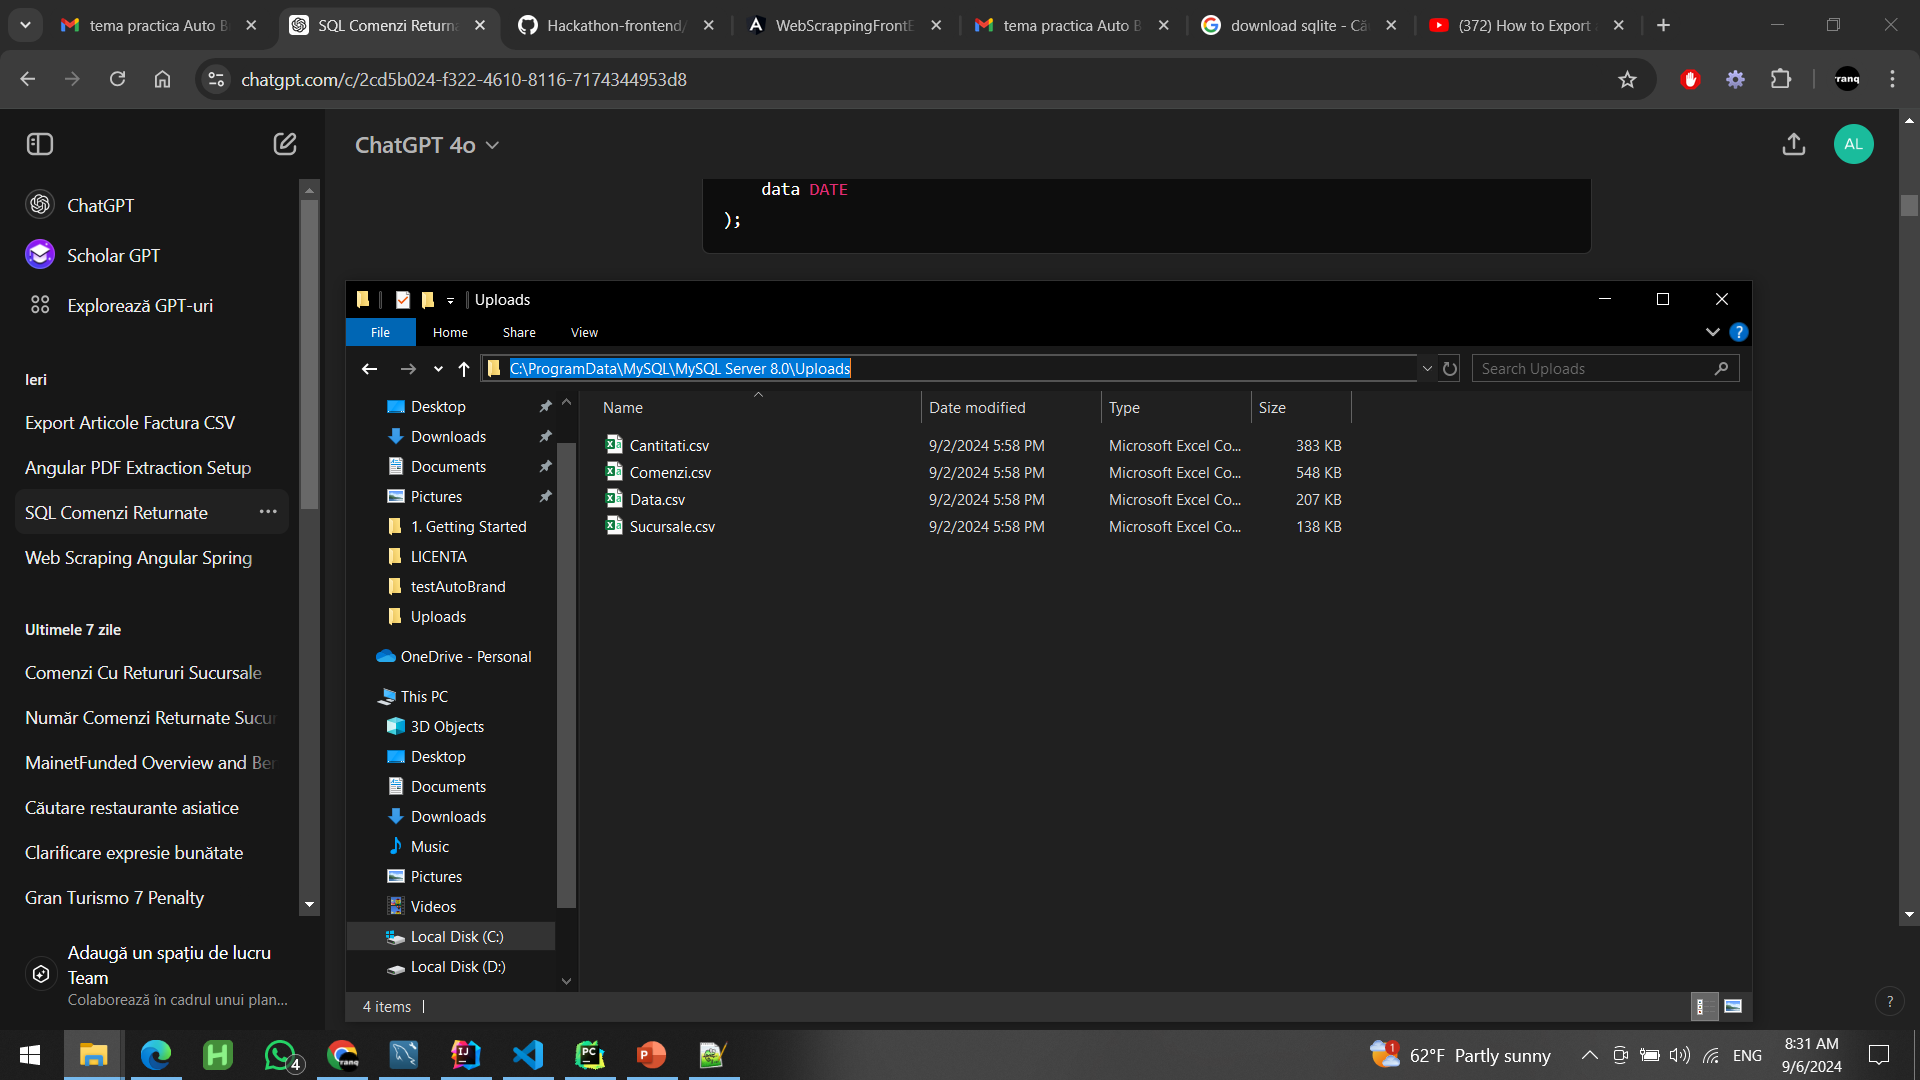 tema practica Auto B
SQL Comenzi Returna
Hackathon-frontend/
WebScrappingFrontE
tema practica Auto B
download sqlite - Că
(372) How to Export
chatgpt.com/c/2cd5b024-f322-4610-8116-7174344953d8
ranq
ChatGPT
Scholar GPT
Explorează GPT-uri
Ieri
Export Articole Factura CSV
Angular PDF Extraction Setup
SQL Comenzi Returnate
Web Scraping Angular Spring
Ultimele 7 zile
Comenzi Cu Retururi Sucursale
Număr Comenzi Returnate Sucur
MainetFunded Overview and Ben
Căutare restaurante asiatice
Clarificare expresie bunătate
Gran Turismo 7 Penalty
Adaugă un spațiu de lucru
Team
Colaborează în cadrul unui plan...
ChatGPT 4o
AL
data DATE
);
Uploads
File
Home
Share
View
?
C:\ProgramData\MySQL\MySQL Server 8.0\Uploads
Search Uploads
Desktop
Downloads
Documents
Pictures
1. Getting Started
LICENTA
testAutoBrand
Uploads
OneDrive - Personal
This PC
3D Objects
Desktop
Documents
Downloads
Music
Pictures
Videos
Local Disk (C:)
Local Disk (D:)
Name Date modified Type Size
Cantitati.csv 9/2/2024 5:58 PM Microsoft Excel Co... 383 KB
Comenzi.csv 9/2/2024 5:58 PM Microsoft Excel Co... 548 KB
Data.csv 9/2/2024 5:58 PM Microsoft Excel Co... 207 KB
Sucursale.csv 9/2/2024 5:58 PM Microsoft Excel Co... 138 KB
4 items
?
4
ranq
IJ
PC
P
1
62°F Partly sunny
ENG
8:31 AM
9/6/2024